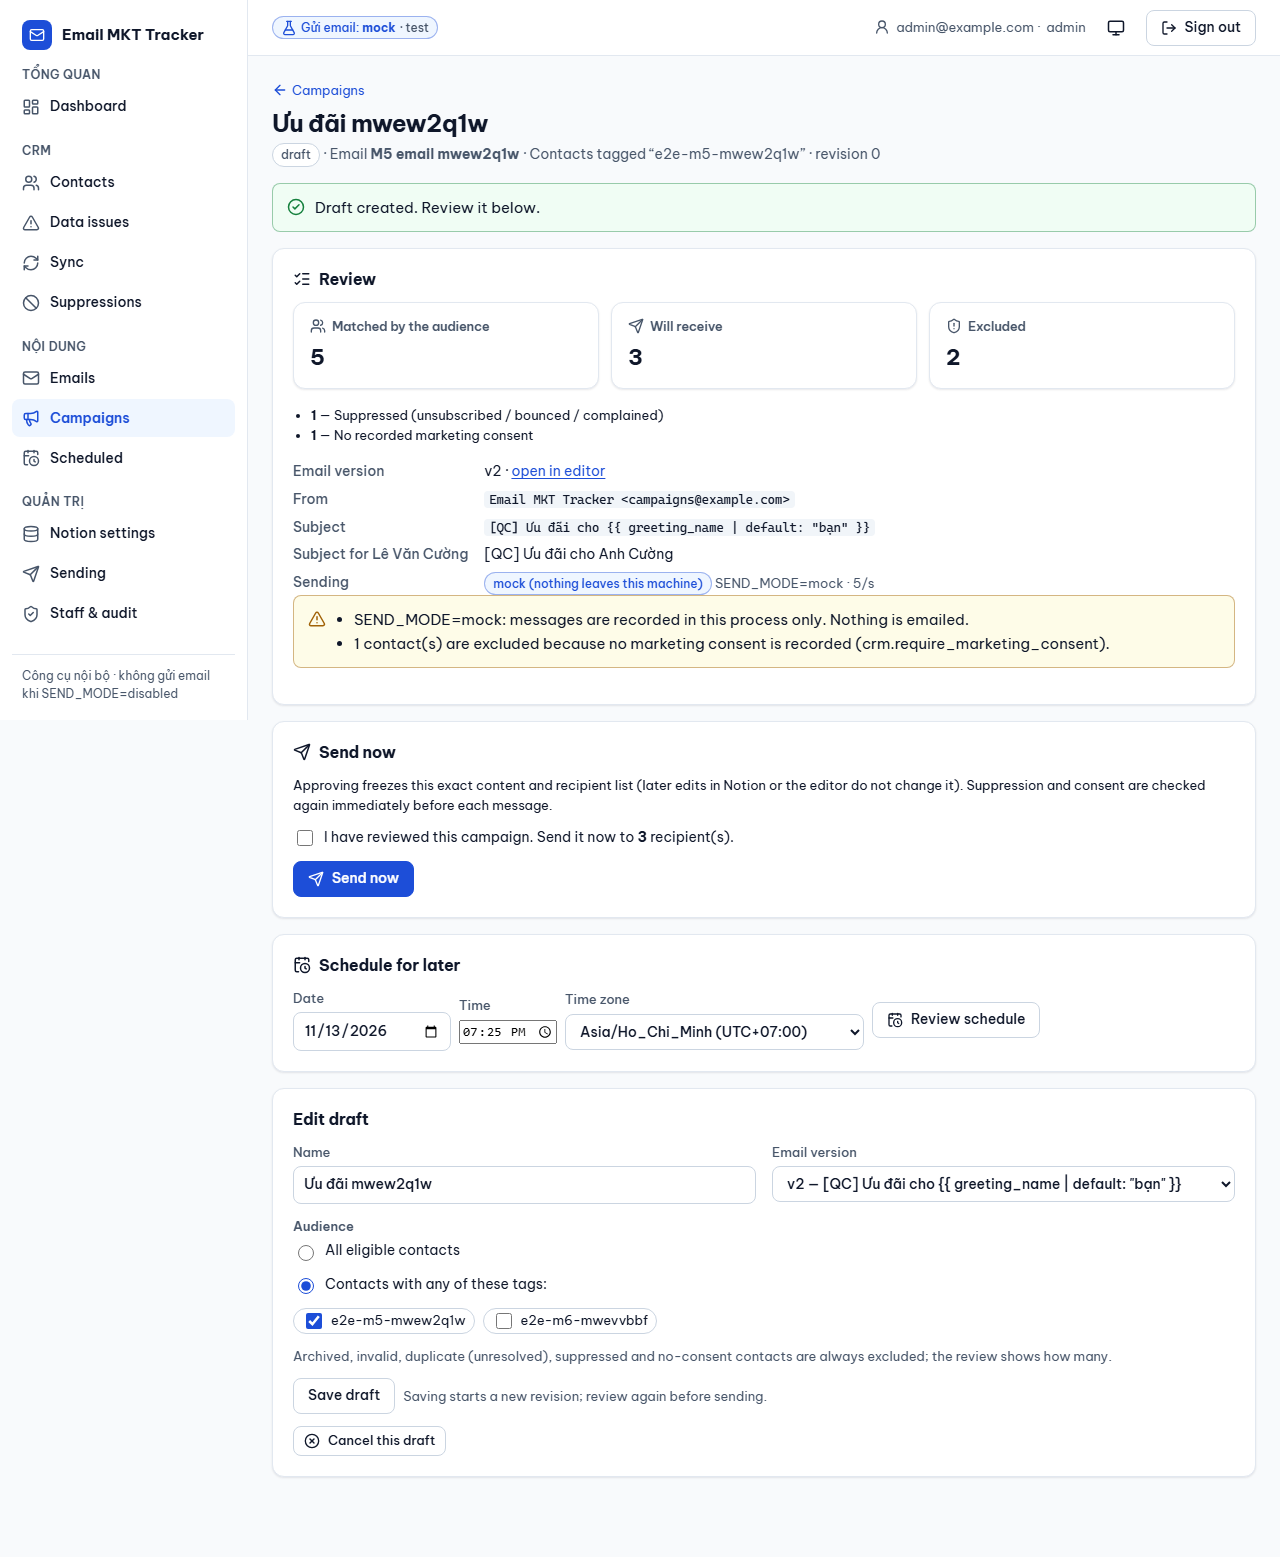 Email MKT Tracker
TỔNG QUAN
Dashboard
CRM
Contacts
Data issues
Sync
Suppressions
NỘI DUNG
Emails
Campaigns
Scheduled
QUẢN TRỊ
Notion settings
Sending
Staff & audit
Công cụ nội bộ · không gửi email
khi SEND_MODE=disabled
Gửi email: mock · test
admin@example.com · admin
Sign out
Campaigns
Ưu đãi mwew2q1w
draft · Email M5 email mwew2q1w · Contacts tagged “e2e-m5-mwew2q1w” · revision 0
Draft created. Review it below.
Review
Matched by the audience
5
Will receive
3
Excluded
2
• 1 — Suppressed (unsubscribed / bounced / complained)
• 1 — No recorded marketing consent
Email version v2 · open in editor
From Email MKT Tracker <campaigns@example.com>
Subject [QC] Ưu đãi cho {{ greeting_name | default: "bạn" }}
Subject for Lê Văn Cường [QC] Ưu đãi cho Anh Cường
Sending mock (nothing leaves this machine) SEND_MODE=mock · 5/s
• SEND_MODE=mock: messages are recorded in this process only. Nothing is emailed.
• 1 contact(s) are excluded because no marketing consent is recorded (crm.require_marketing_consent).
Send now
Approving freezes this exact content and recipient list (later edits in Notion or the editor do not change it). Suppression and consent are checked
again immediately before each message.
I have reviewed this campaign. Send it now to 3 recipient(s).
Send now
Schedule for later
Date
11/13/2026
Time
07:25 PM
Time zone
Asia/Ho_Chi_Minh (UTC+07:00)
Review schedule
Edit draft
Name
Ưu đãi mwew2q1w
Email version
v2 — [QC] Ưu đãi cho {{ greeting_name | default: "bạn" }}
Audience
All eligible contacts
Contacts with any of these tags:
e2e-m5-mwew2q1w
e2e-m6-mwevvbbf
Archived, invalid, duplicate (unresolved), suppressed and no-consent contacts are always excluded; the review shows how many.
Save draft
Saving starts a new revision; review again before sending.
Cancel this draft